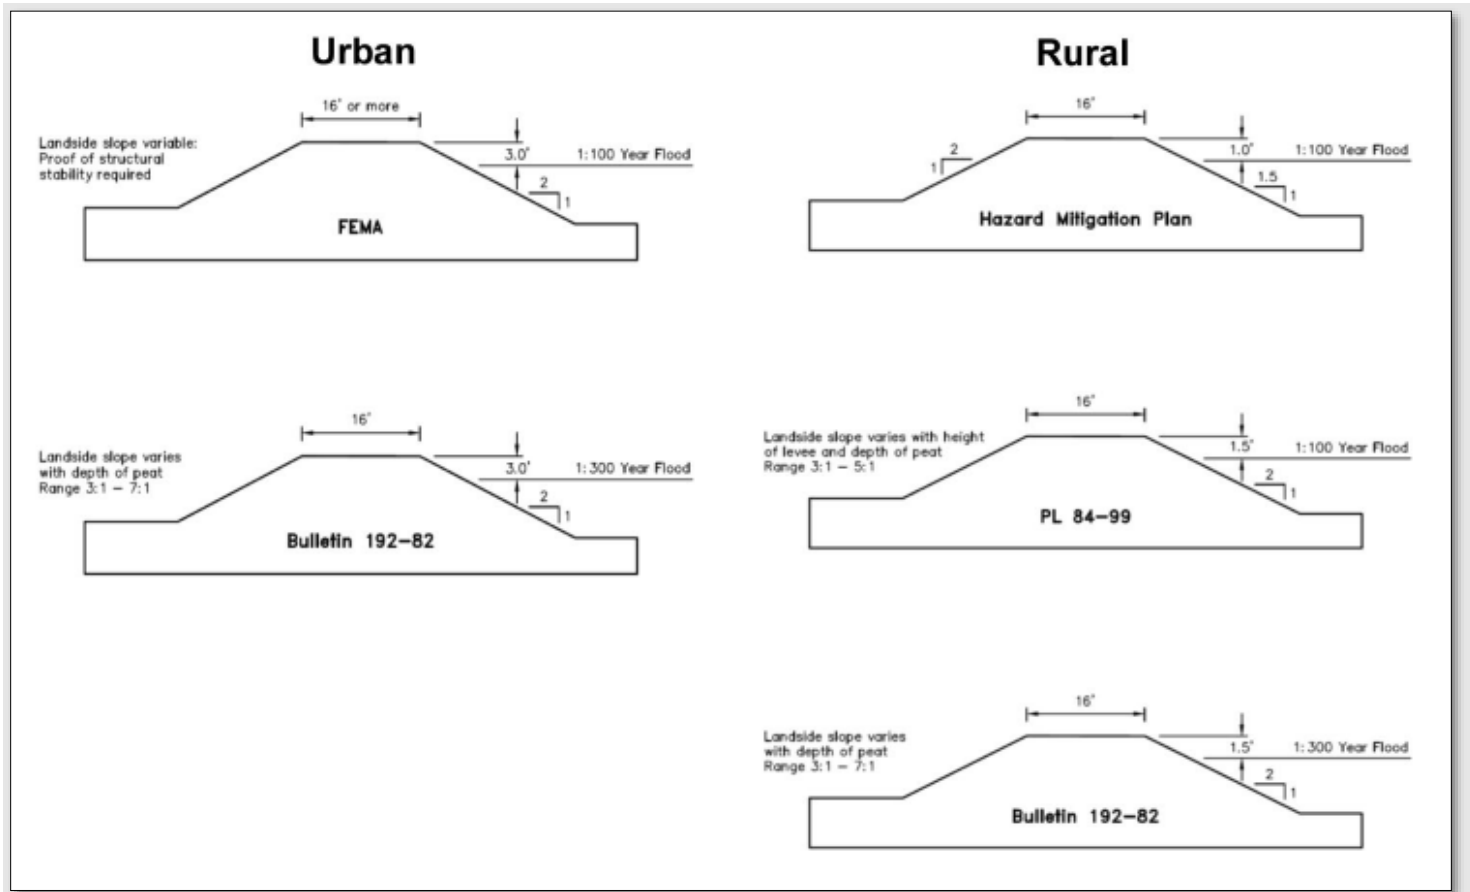 Urban
Rural
16' or more
Landside slope variable:
Proof of structural
stability required
3.0'
1:100 Year Flood
2
1
FEMA
16'
2
1
1.0'
1:100 Year Flood
1.5
1
Hazard Mitigation Plan
16'
Landside slope varies
with depth of peat
Range 3:1 – 7:1
3.0'
1:300 Year Flood
2
1
Bulletin 192–82
16'
Landside slope varies with height
of levee and depth of peat
Range 3:1 – 5:1
1.5'
1:100 Year Flood
2
1
PL 84–99
16'
Landside slope varies
with depth of peat
Range 3:1 – 7:1
1.5'
1:300 Year Flood
2
1
Bulletin 192–82